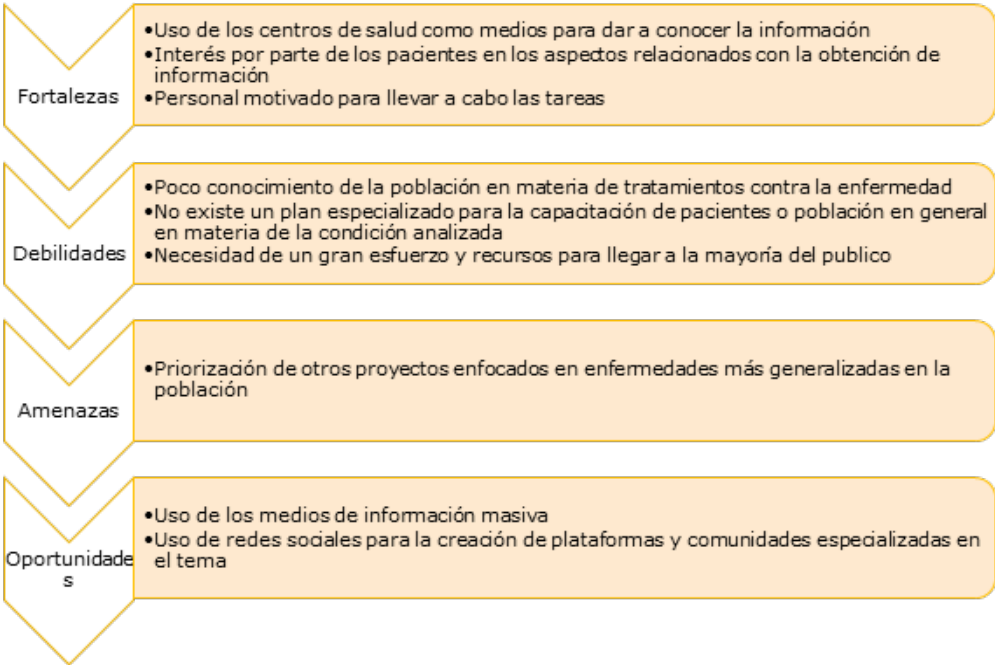 Fortalezas
•Uso de los centros de salud como medios para dar a conocer la información
•Interés por parte de los pacientes en los aspectos relacionados con la obtención de
información
•Personal motivado para llevar a cabo las tareas
Debilidades
•Poco conocimiento de la población en materia de tratamientos contra la enfermedad
•No existe un plan especializado para la capacitación de pacientes o población en general
en materia de la condición analizada
•Necesidad de un gran esfuerzo y recursos para llegar a la mayoría del publico
Amenazas
•Priorización de otros proyectos enfocados en enfermedades más generalizadas en la
población
Oportunidade
s
•Uso de los medios de información masiva
•Uso de redes sociales para la creación de plataformas y comunidades especializadas en
el tema